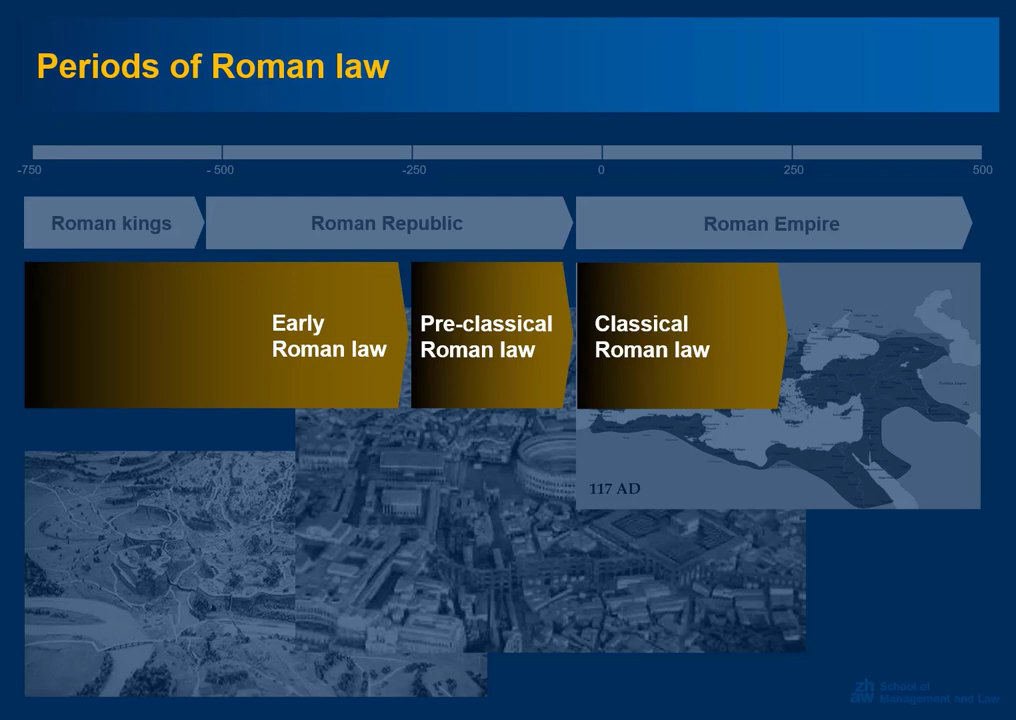 Periods of Roman law
-750
- 500
-250
0
250
500
Roman kings
Roman Republic
Roman Empire
Early
Roman law
Pre-classical
Roman law
Classical
Roman law
117 AD
zh
aw
School of
Management and Law